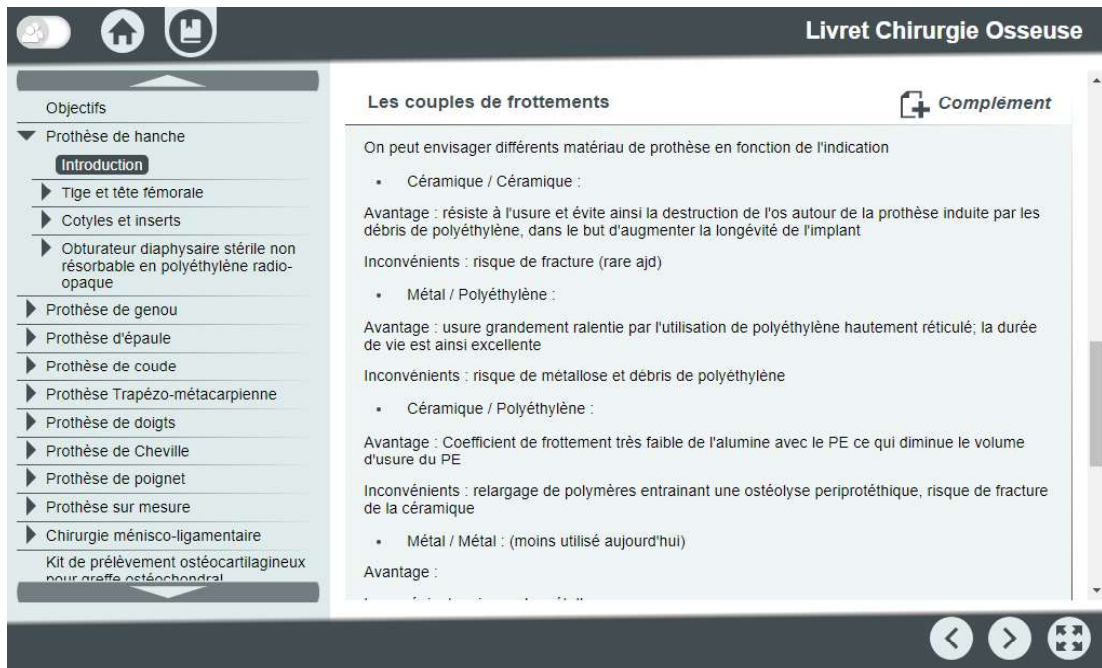 Livret Chirurgie Osseuse
Objectifs
Prothèse de hanche
Introduction
Tige et tête fémorale
Cotyles et inserts
Obturateur diaphysaire stérile non
résorbable en polyéthylène radio-
opaque
Prothèse de genou
Prothèse d'épaule
Prothèse de coude
Prothèse Trapézo-métacarpienne
Prothèse de doigts
Prothèse de Cheville
Prothèse de poignet
Prothèse sur mesure
Chirurgie ménisco-ligamentaire
Kit de prélèvement ostéocartilagineux
pour greffe ostéochondral
Les couples de frottements
Complément
On peut envisager différents matériau de prothèse en fonction de l'indication
• Céramique / Céramique :
Avantage : résiste à l'usure et évite ainsi la destruction de l'os autour de la prothèse induite par les
débris de polyéthylène, dans le but d'augmenter la longévité de l'implant
Inconvénients : risque de fracture (rare ajd)
• Métal / Polyéthylène :
Avantage : usure grandement ralentie par l'utilisation de polyéthylène hautement réticulé; la durée
de vie est ainsi excellente
Inconvénients : risque de métallose et débris de polyéthylène
• Céramique / Polyéthylène :
Avantage : Coefficient de frottement très faible de l'alumine avec le PE ce qui diminue le volume
d'usure du PE
Inconvénients : relargage de polymères entrainant une ostéolyse periprotéthique, risque de fracture
de la céramique
• Métal / Métal : (moins utilisé aujourd'hui)
Avantage :